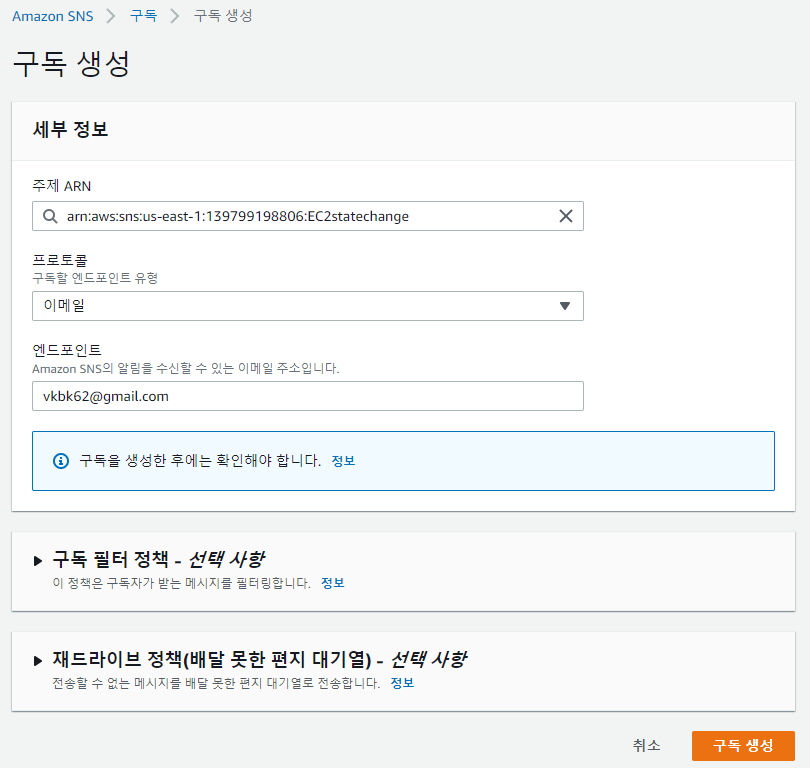 Amazon SNS > 구독 > 구독 생성
구독 생성
세부 정보
주제 ARN
arn:aws:sns:us-east-1:139799198806:EC2statechange
프로토콜
구독할 엔드포인트 유형
이메일
엔드포인트
Amazon SNS의 알림을 수신할 수 있는 이메일 주소입니다.
vkbk62@gmail.com
구독을 생성한 후에는 확인해야 합니다. 정보
구독 필터 정책 - 선택 사항
이 정책은 구독자가 받는 메시지를 필터링합니다. 정보
재드라이브 정책(배달 못한 편지 대기열) - 선택 사항
전송할 수 없는 메시지를 배달 못한 편지 대기열로 전송합니다. 정보
취소 구독 생성